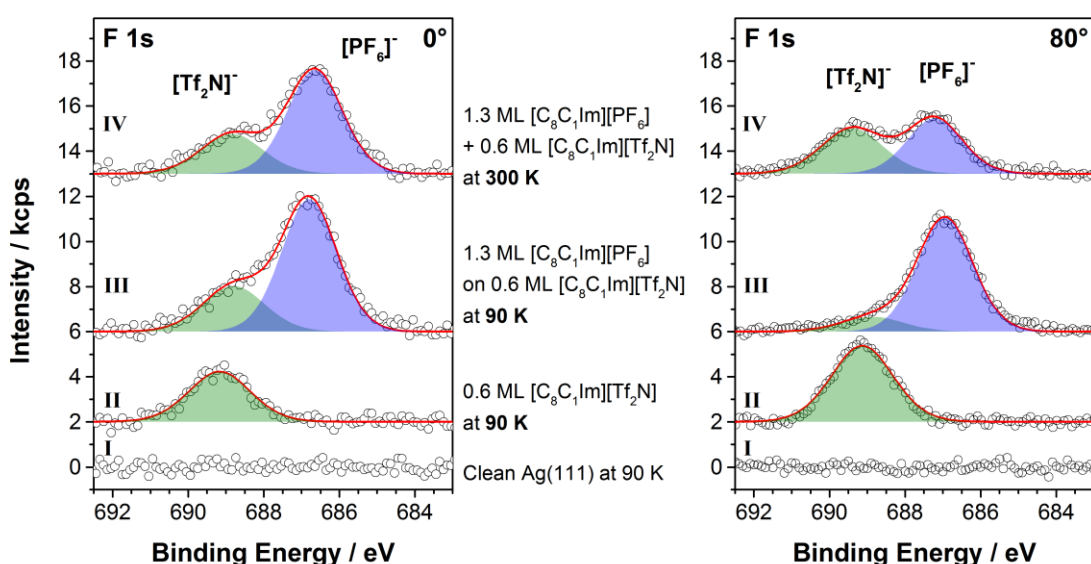 F 1s
0°
[PF₆]⁻
[Tf₂N]⁻
IV
III
II
I
18
16
14
12
10
8
6
4
2
0
692
690
688
686
684
Intensity / kcps
Binding Energy / eV
1.3 ML [C₈C₁Im][PF₆]
+ 0.6 ML [C₈C₁Im][Tf₂N]
at 300 K
1.3 ML [C₈C₁Im][PF₆]
on 0.6 ML [C₈C₁Im][Tf₂N]
at 90 K
0.6 ML [C₈C₁Im][Tf₂N]
at 90 K
Clean Ag(111) at 90 K
F 1s
80°
[Tf₂N]⁻
[PF₆]⁻
IV
III
II
I
18
16
14
12
10
8
6
4
2
0
692
690
688
686
684
Binding Energy / eV